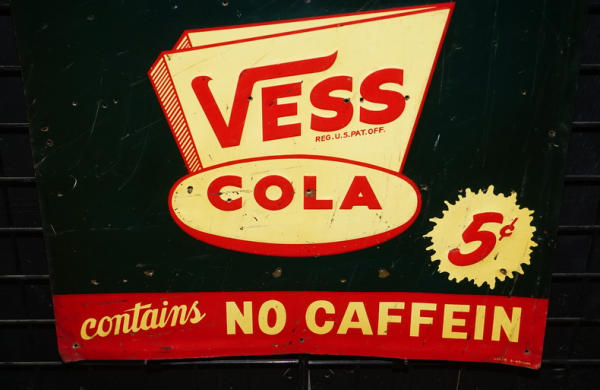 VESS
REG. U.S. PAT. OFF.
COLA
5¢
contains NO CAFFEIN